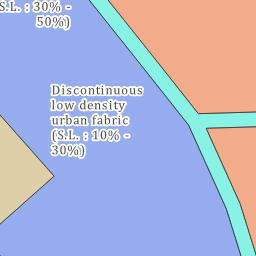 S.L. : 30% -
50%)
Discontinuous
low density
urban fabric
(S.L. : 10% -
30%)